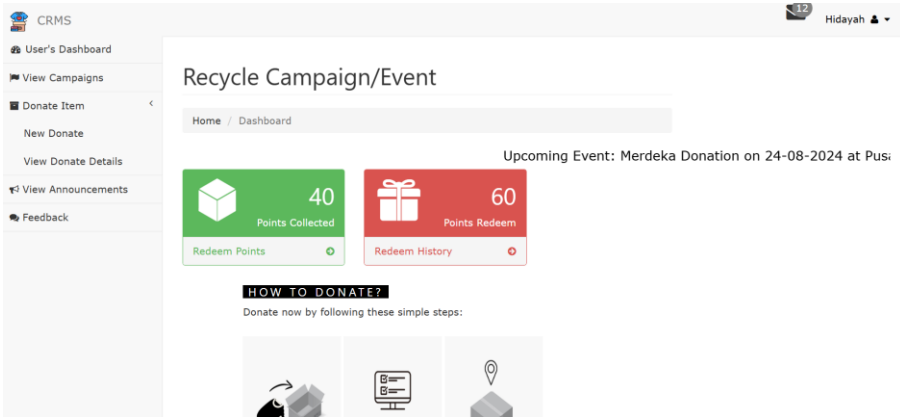 CRMS
12
Hidayah
User's Dashboard
View Campaigns
Donate Item
New Donate
View Donate Details
View Announcements
Feedback
Recycle Campaign/Event
Home / Dashboard
Upcoming Event: Merdeka Donation on 24-08-2024 at
40
Points Collected
Redeem Points
60
Points Redeem
Redeem History
HOW TO DONATE?
Donate now by following these simple steps: